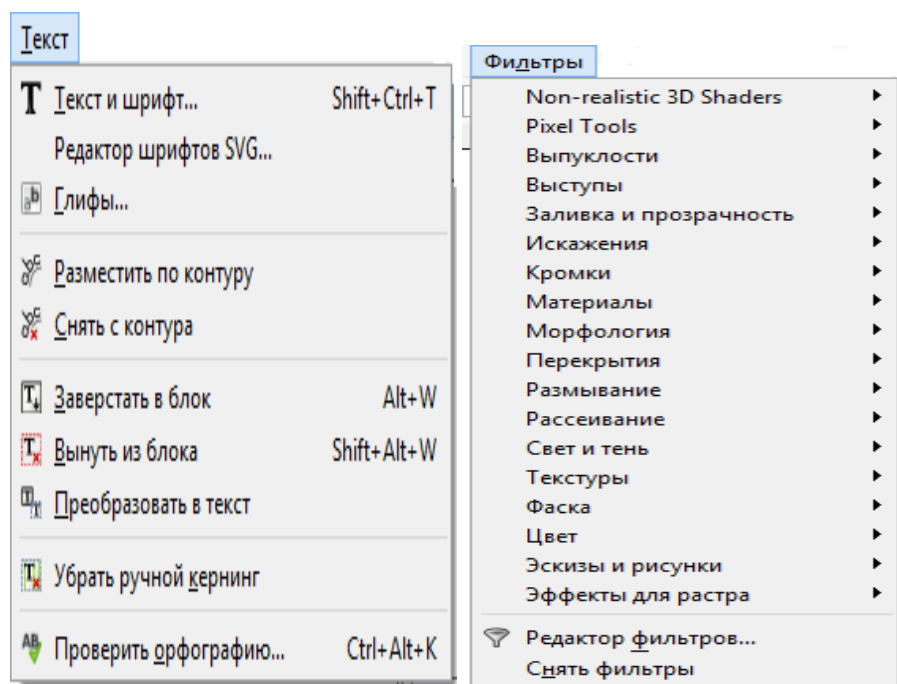 Текст
Текст и шрифт... Shift+Ctrl+T
Редактор шрифтов SVG...
Глифы...
Разместить по контуру
Снять с контура
Заверстать в блок Alt+W
Вынуть из блока Shift+Alt+W
Преобразовать в текст
Убрать ручной кернинг
Проверить орфографию... Ctrl+Alt+K
Фильтры
Non-realistic 3D Shaders
Pixel Tools
Выпуклости
Выступы
Заливка и прозрачность
Искажения
Кромки
Материалы
Морфология
Перекрытия
Размывание
Рассеивание
Свет и тень
Текстуры
Фаска
Цвет
Эскизы и рисунки
Эффекты для растра
Редактор фильтров...
Снять фильтры